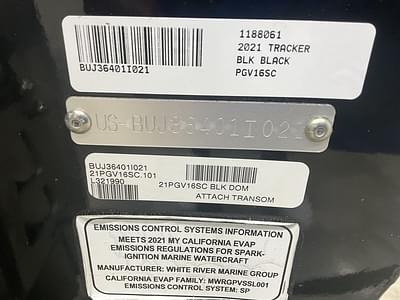 1188061
2021 TRACKER
BLK BLACK
PGV16SC
BUJ36401I021
US-BUJ36401I02
BUJ36401I021
21PGV16SC.101
L321990
21PGV16SC BLK DOM
ATTACH TRANSOM
EMISSIONS CONTROL SYSTEMS INFORMATION
MEETS 2021 MY CALIFORNIA EVAP
EMISSIONS REGULATIONS FOR SPARK-
IGNITION MARINE WATERCRAFT
MANUFACTURER: WHITE RIVER MARINE GROUP
CALIFORNIA EVAP FAMILY: MWRGPVSSL001
EMISSIONS CONTROL SYSTEM: SP